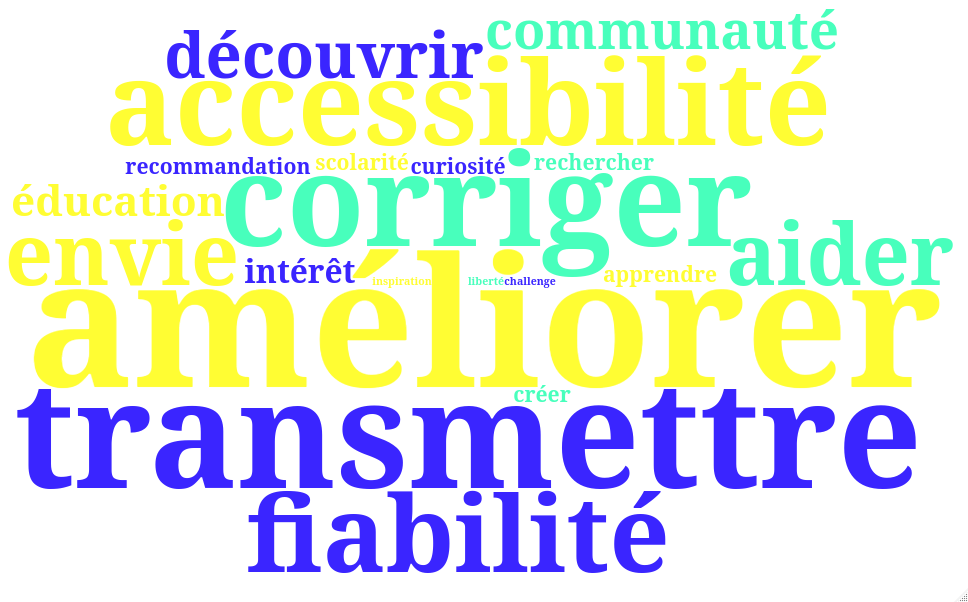 communauté
découvrir
accessibilité
recommandation scolarité curiosité rechercher
corriger
éducation
envie aider
intérêt inspiration liberté challenge apprendre
améliorer
créer
transmettre
fiabilité